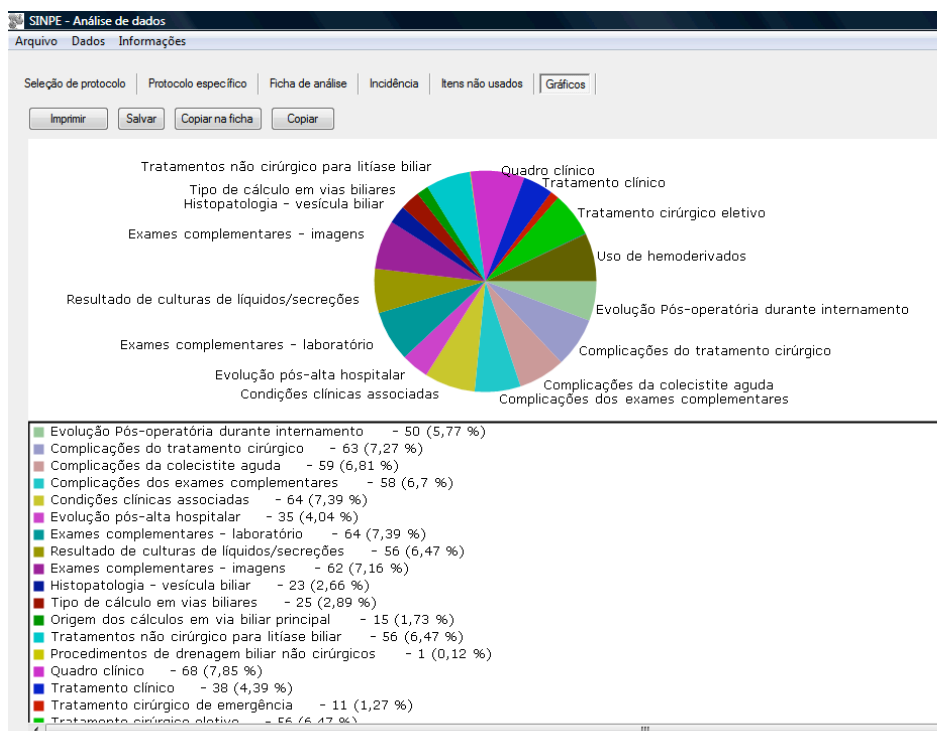 SINPE - Análise de dados
Arquivo Dados Informações
Seleção de protocolo Protocolo específico Ficha de análise Incidência Itens não usados Gráficos
Imprimir Salvar Copiar na ficha Copiar
Tratamentos não cirúrgico para litíase biliar
Quadro clínico
Tipo de cálculo em vias biliares
Tratamento clínico
Histopatologia - vesícula biliar
Tratamento cirúrgico eletivo
Exames complementares - imagens
Uso de hemoderivados
Resultado de culturas de líquidos/secreções
Evolução Pós-operatória durante internamento
Exames complementares - laboratório
Complicações do tratamento cirúrgico
Evolução pós-alta hospitalar
Complicações da colecistite aguda
Condições clínicas associadas
Complicações dos exames complementares
Evolução Pós-operatória durante internamento - 50 (5,77 %)
Complicações do tratamento cirúrgico - 63 (7,27 %)
Complicações da colecistite aguda - 59 (6,81 %)
Complicações dos exames complementares - 58 (6,7 %)
Condições clínicas associadas - 64 (7,39 %)
Evolução pós-alta hospitalar - 35 (4,04 %)
Exames complementares - laboratório - 64 (7,39 %)
Resultado de culturas de líquidos/secreções - 56 (6,47 %)
Exames complementares - imagens - 62 (7,16 %)
Histopatologia - vesícula biliar - 23 (2,66 %)
Tipo de cálculo em vias biliares - 25 (2,89 %)
Origem dos cálculos em via biliar principal - 15 (1,73 %)
Tratamentos não cirúrgico para litíase biliar - 56 (6,47 %)
Procedimentos de drenagem biliar não cirúrgicos - 1 (0,12 %)
Quadro clínico - 68 (7,85 %)
Tratamento clínico - 38 (4,39 %)
Tratamento cirúrgico de emergência - 11 (1,27 %)
Tratamento cirúrgico eletivo - 56 (6,47 %)